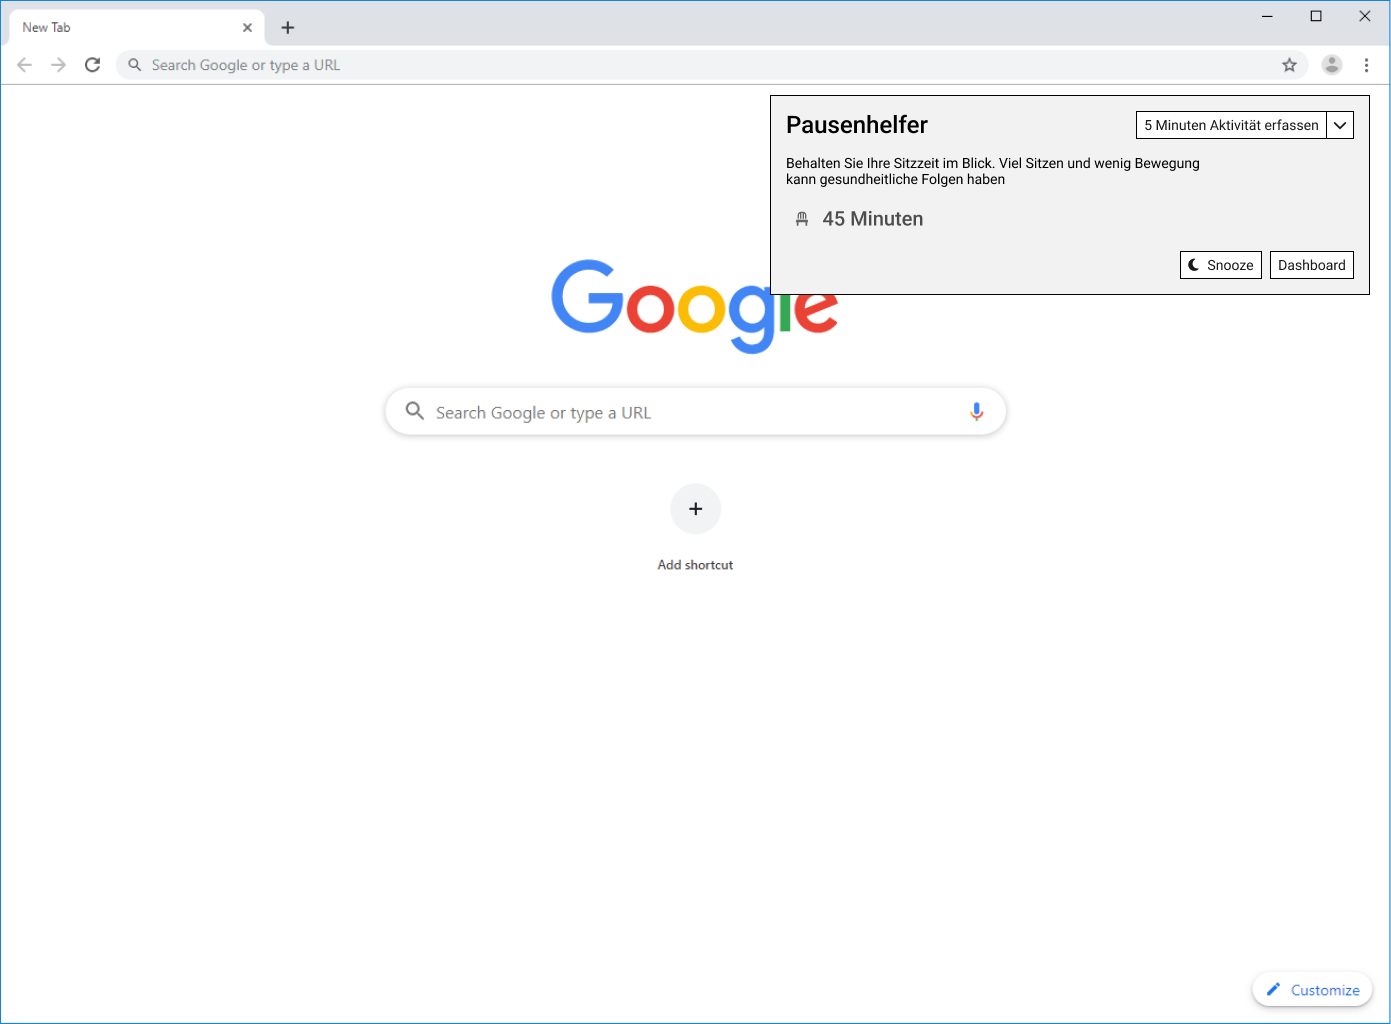 New Tab
Search Google or type a URL
Pausenhelfer
5 Minuten Aktivität erfassen
Behalten Sie Ihre Sitzzeit im Blick. Viel Sitzen und wenig Bewegung
kann gesundheitliche Folgen haben
45 Minuten
Snooze
Dashboard
Google
Search Google or type a URL
Add shortcut
Customize